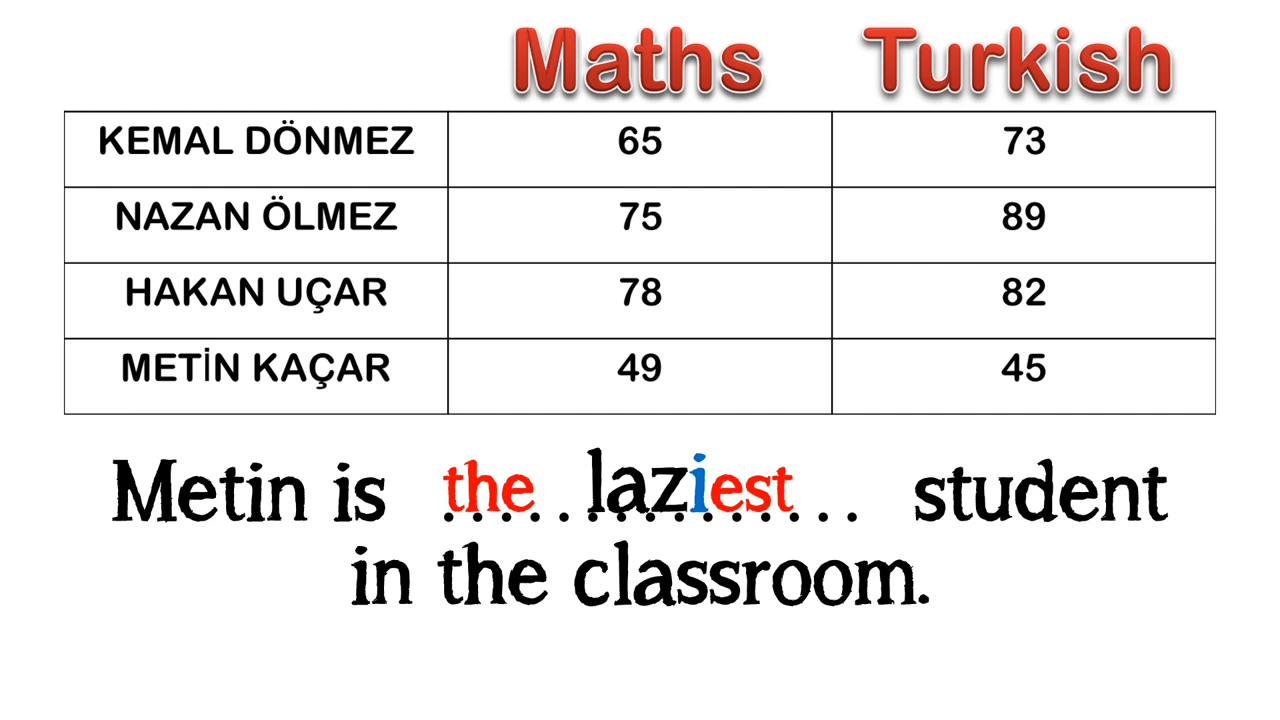 Maths Turkish
KEMAL DÖNMEZ 65 73
NAZAN ÖLMEZ 75 89
HAKAN UÇAR 78 82
METİN KAÇAR 49 45
Metin is the laziest ............... student
in the classroom.